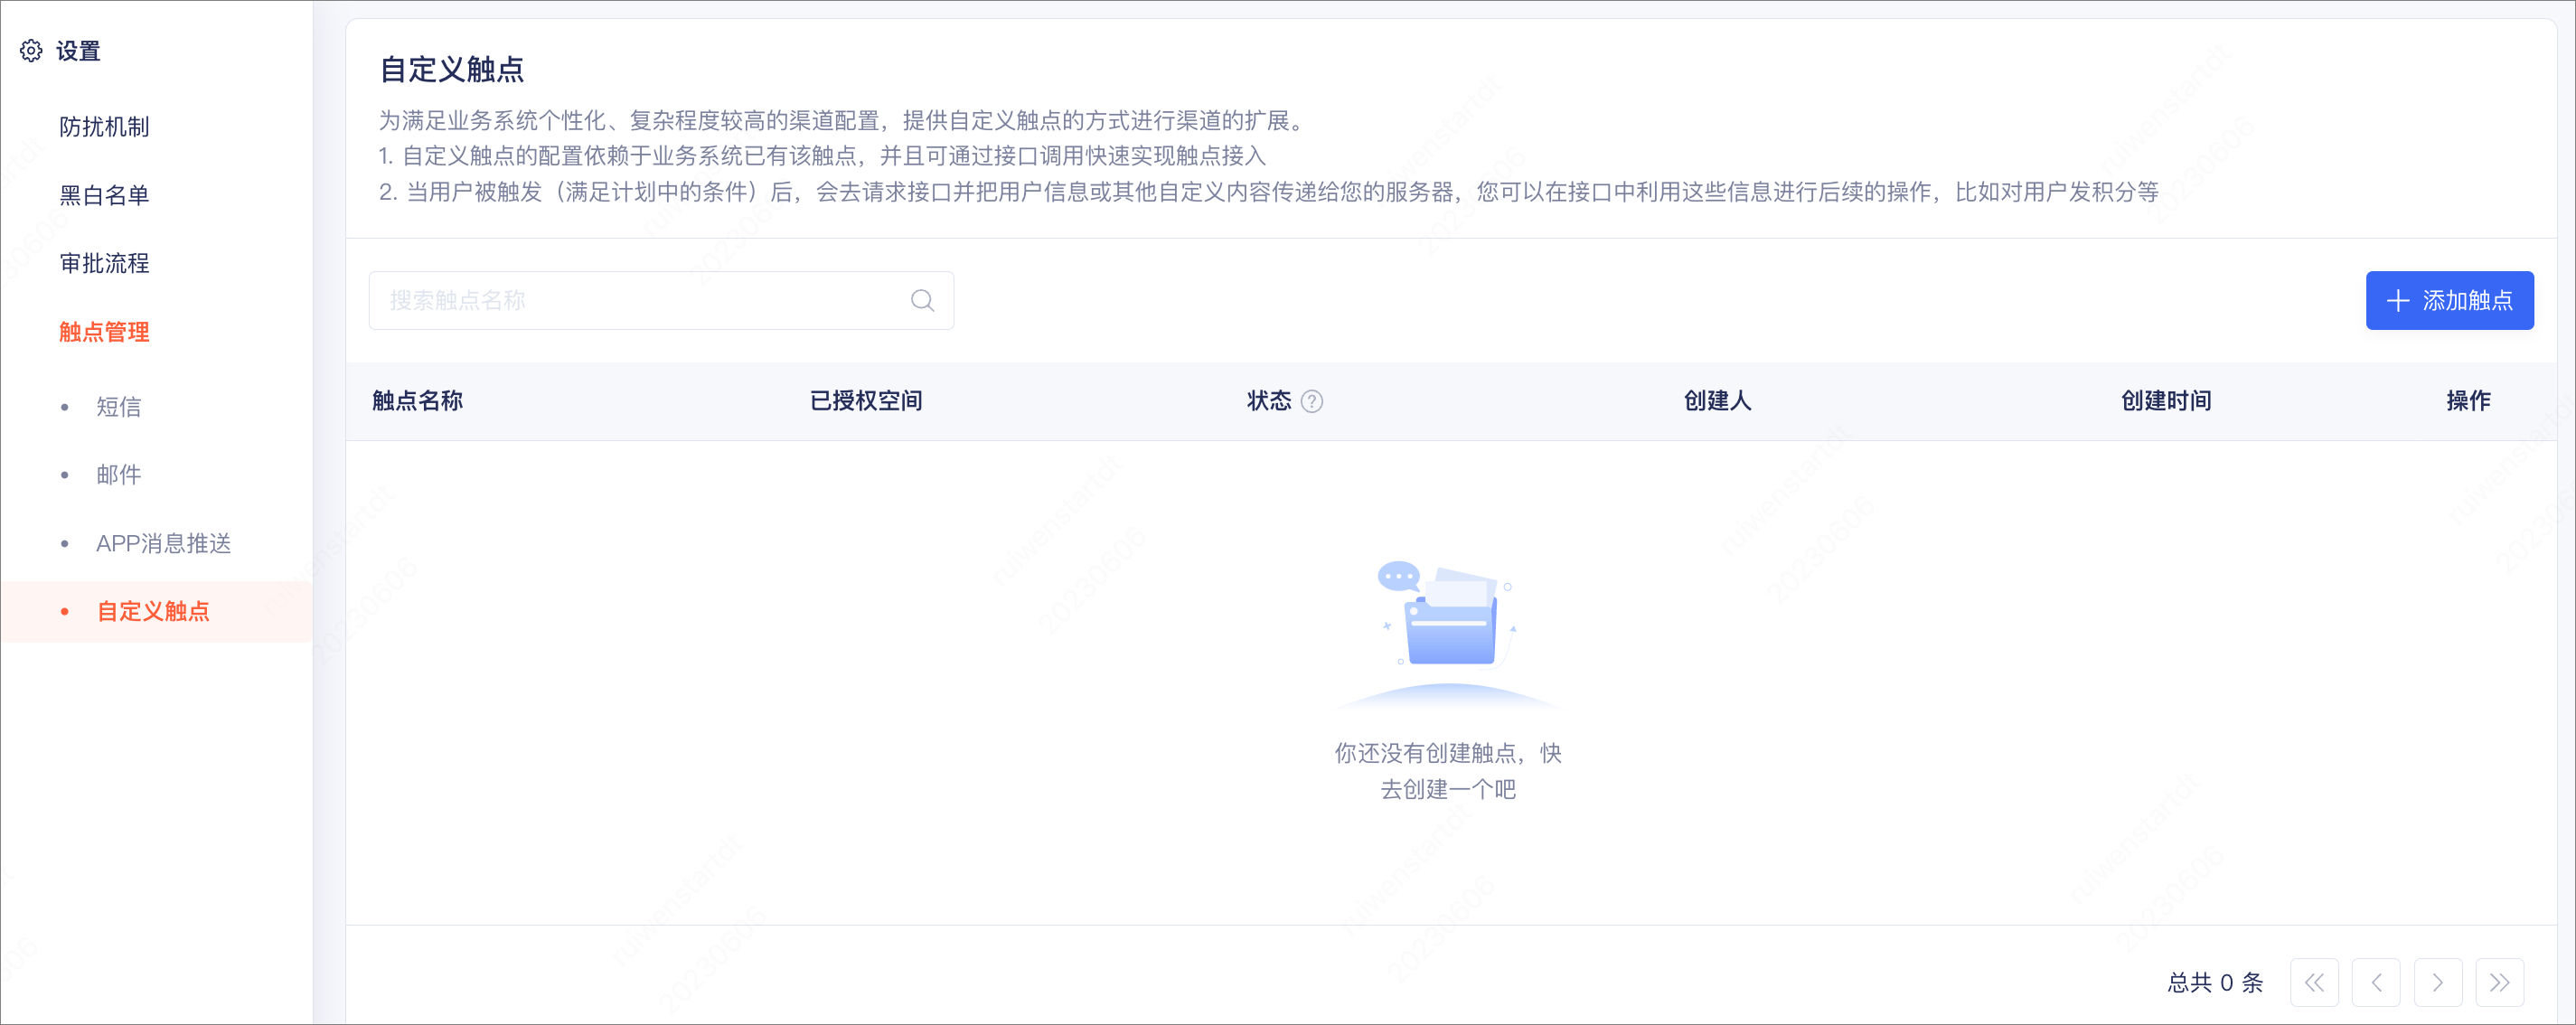 设置
防扰机制
黑白名单
审批流程
触点管理
短信
邮件
APP消息推送
自定义触点
自定义触点
为满足业务系统个性化、复杂程度较高的渠道配置，提供自定义触点的方式进行渠道的扩展。
1. 自定义触点的配置依赖于业务系统已有该触点，并且可通过接口调用快速实现触点接入
2. 当用户被触发（满足计划中的条件）后，会去请求接口并把用户信息或其他自定义内容传递给您的服务器，您可以在接口中利用这些信息进行后续的操作，比如对用户发积分等
搜索触点名称
添加触点
触点名称 已授权空间 状态 ? 创建人 创建时间 操作
你还没有创建触点，快
去创建一个吧
总共 0 条
ruiwenstartdt
20230606